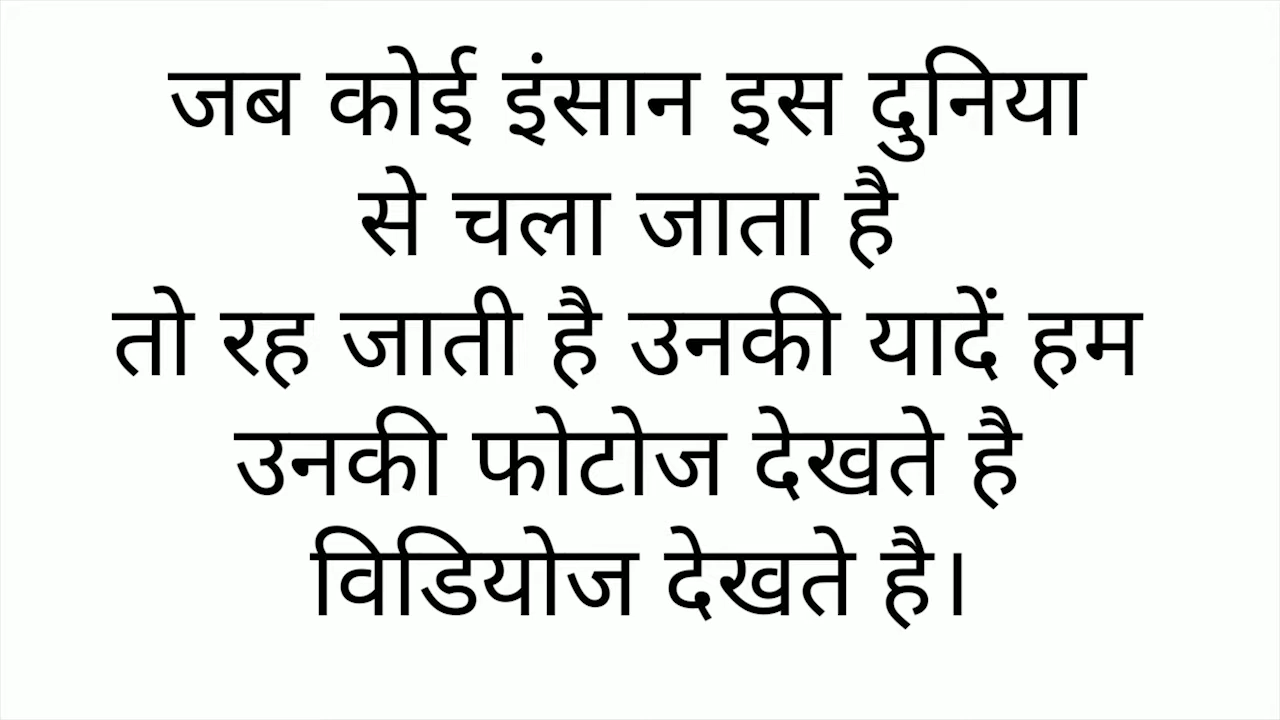 जब कोई इंसान इस दुनिया
से चला जाता है
तो रह जाती है उनकी यादें हम
उनकी फोटोज देखते है
विडियोज देखते है।